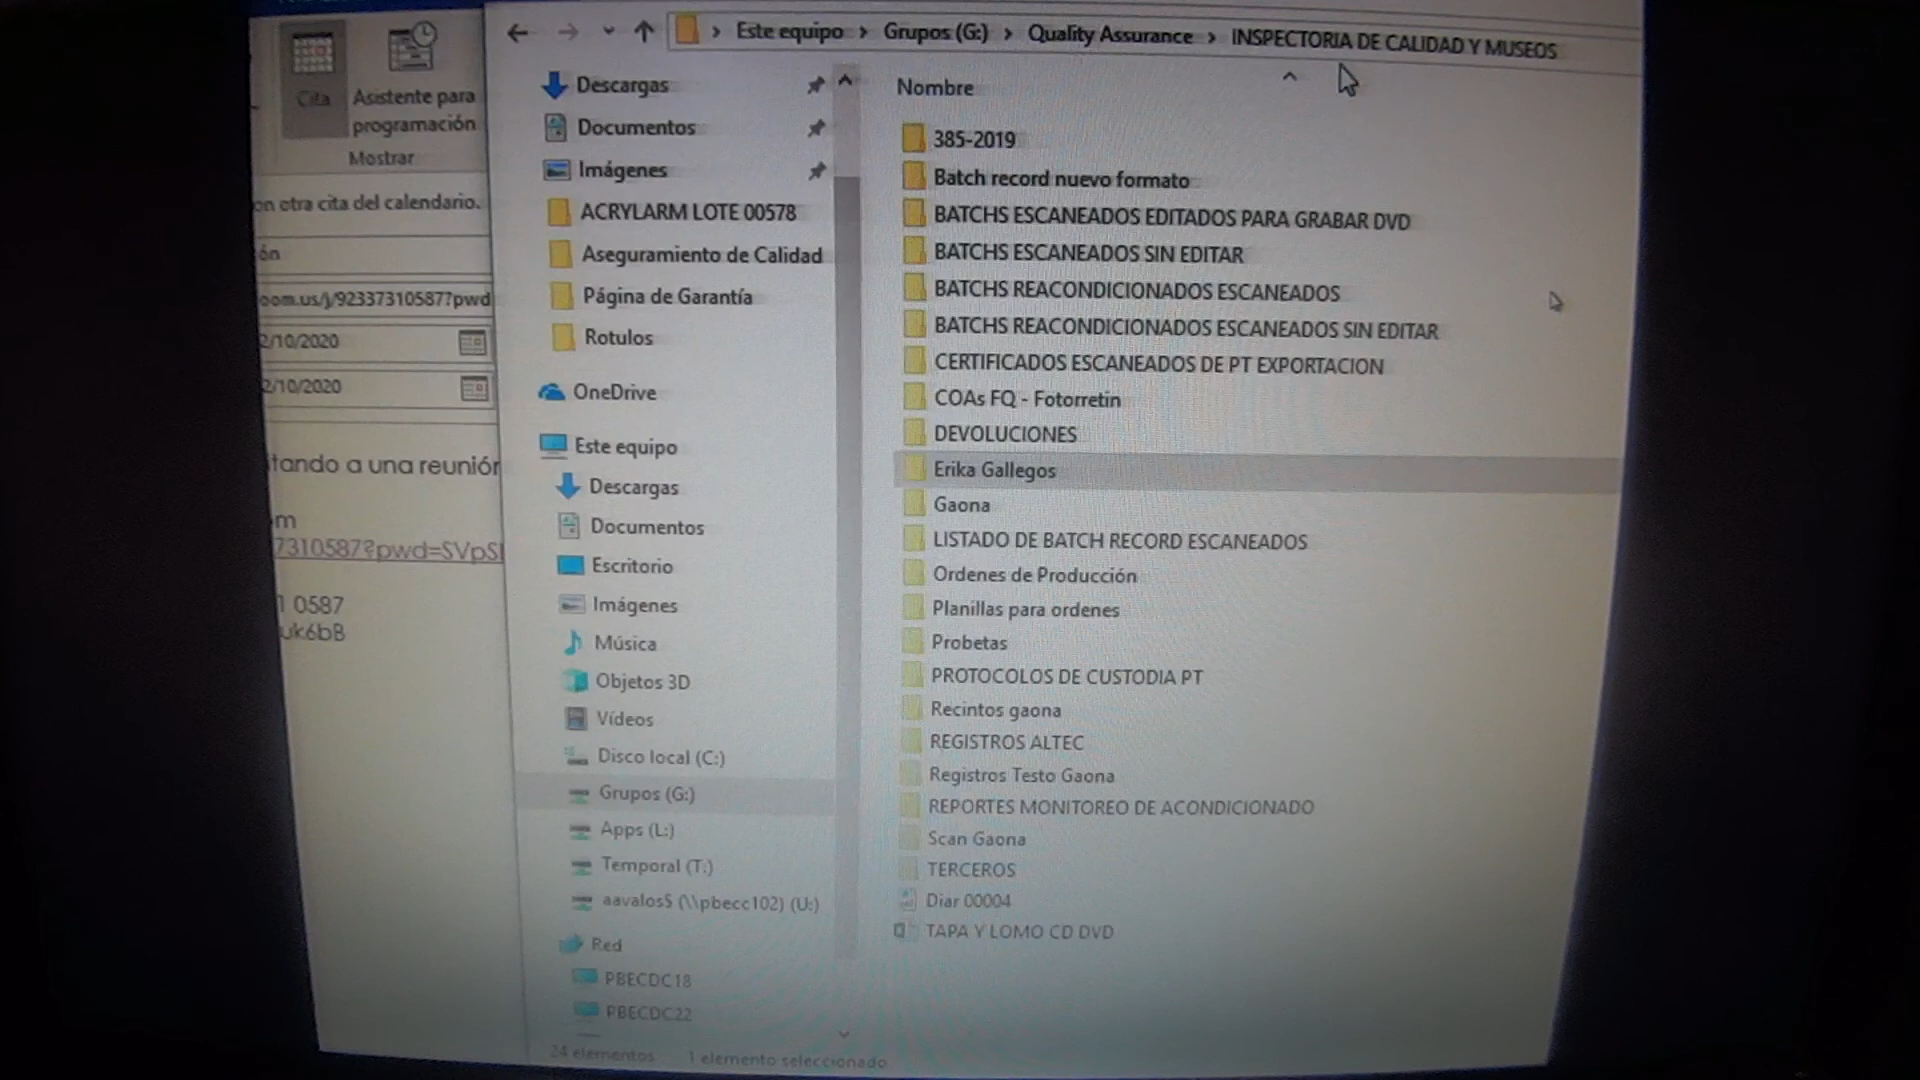 Cita
Asistente para
programación
Mostrar
on otra cita del calendario.
ón
oom.us/j/92337310587?pwd
2/10/2020
2/10/2020
tando a una reunión
m
7310587?pwd=SVpS
1 0587
uk6bB
Este equipo > Grupos (G:) > Quality Assurance > INSPECTORIA DE CALIDAD Y MUSEOS
Descargas
Documentos
Imágenes
ACRYLARM LOTE 00578
Aseguramiento de Calidad
Página de Garantía
Rotulos
OneDrive
Este equipo
Descargas
Documentos
Escritorio
Imágenes
Música
Objetos 3D
Vídeos
Disco local (C:)
Grupos (G:)
Apps (L:)
Temporal (T:)
aavalos$ (\\pbecc102) (U:)
Red
PBECDC18
PBECDC22
Nombre
385-2019
Batch record nuevo formato
BATCHS ESCANEADOS EDITADOS PARA GRABAR DVD
BATCHS ESCANEADOS SIN EDITAR
BATCHS REACONDICIONADOS ESCANEADOS
BATCHS REACONDICIONADOS ESCANEADOS SIN EDITAR
CERTIFICADOS ESCANEADOS DE PT EXPORTACION
COAs FQ - Fotorretin
DEVOLUCIONES
Erika Gallegos
Gaona
LISTADO DE BATCH RECORD ESCANEADOS
Ordenes de Producción
Planillas para ordenes
Probetas
PROTOCOLOS DE CUSTODIA PT
Recintos gaona
REGISTROS ALTEC
Registros Testo Gaona
REPORTES MONITOREO DE ACONDICIONADO
Scan Gaona
TERCEROS
Diar 00004
TAPA Y LOMO CD DVD
24 elementos 1 elemento seleccionado